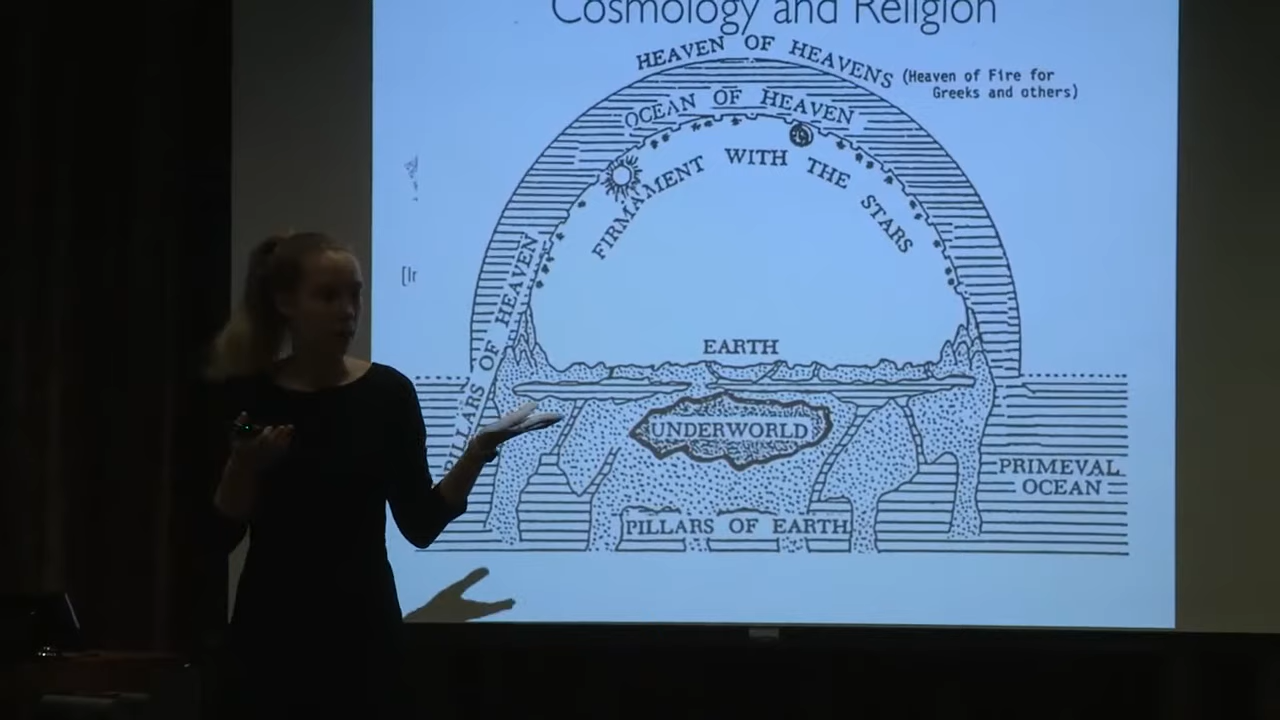 Cosmology and Religion
HEAVEN OF HEAVENS
(Heaven of Fire for
Greeks and others)
OCEAN OF HEAVEN
FIRMAMENT WITH THE STARS
PILLARS OF HEAVEN
EARTH
UNDERWORLD
PRIMEVAL
OCEAN
PILLARS OF EARTH